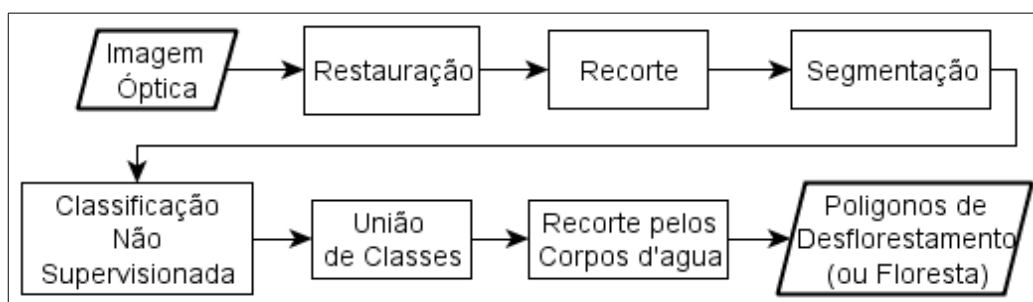 Imagem
Óptica
Restauração
Recorte
Segmentação
Classificação
Não
Supervisionada
União
de Classes
Recorte pelos
Corpos d'agua
Poligonos de
Desflorestamento
(ou Floresta)